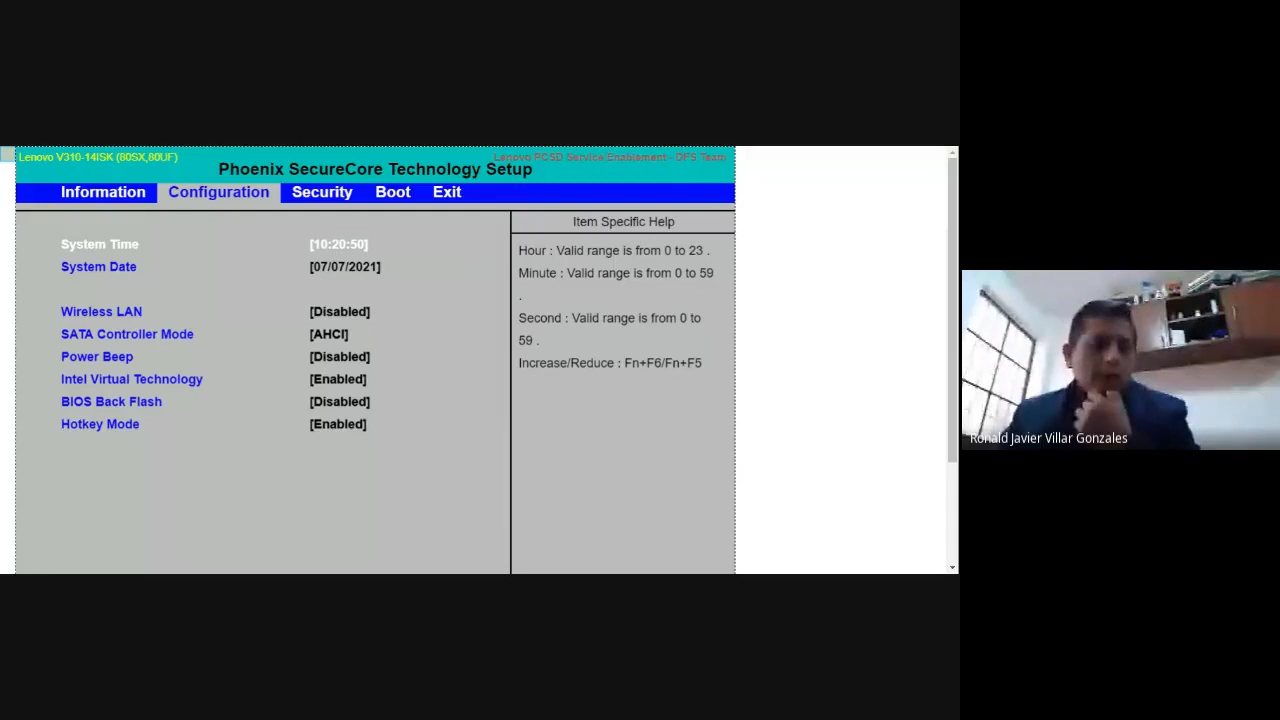 Lenovo V310-14ISK (80SX,80UF)
Lenovo PCSD Service Enablement - DFS Team
Phoenix SecureCore Technology Setup
Information Configuration Security Boot Exit
Item Specific Help
System Time [10:20:50]
System Date [07/07/2021]
Wireless LAN [Disabled]
SATA Controller Mode [AHCI]
Power Beep [Disabled]
Intel Virtual Technology [Enabled]
BIOS Back Flash [Disabled]
Hotkey Mode [Enabled]
Hour : Valid range is from 0 to 23 .
Minute : Valid range is from 0 to 59
.
Second : Valid range is from 0 to
59 .
Increase/Reduce : Fn+F6/Fn+F5
Ronald Javier Villar Gonzales